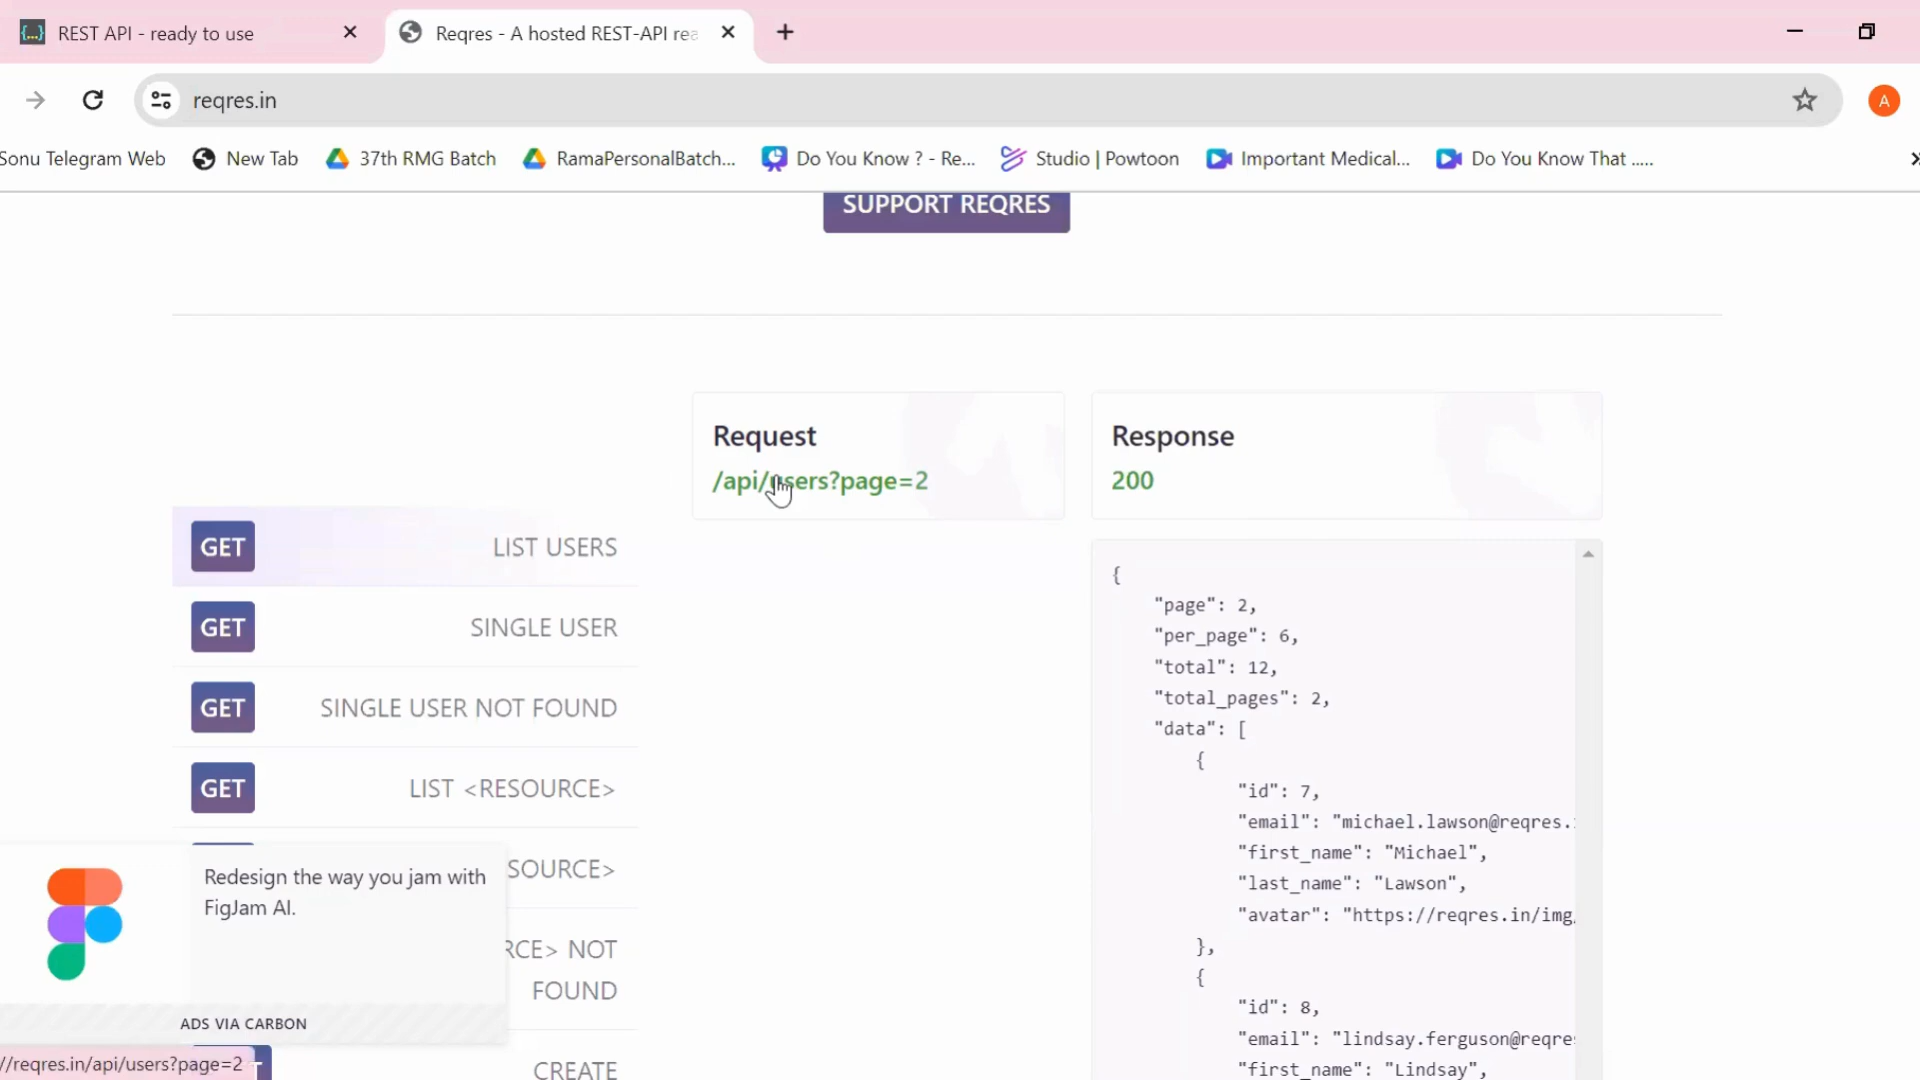 REST API - ready to use
Reqres - A hosted REST-API rea
reqres.in
A
Sonu Telegram Web
New Tab
37th RMG Batch
RamaPersonalBatch...
Do You Know ? - Re...
Studio | Powtoon
Important Medical...
Do You Know That .....
SUPPORT REQRES
Request
/api/users?page=2
Response
200
GET LIST USERS
GET SINGLE USER
GET SINGLE USER NOT FOUND
GET LIST <RESOURCE>
SOURCE>
RCE> NOT
FOUND
CREATE
{
"page": 2,
"per_page": 6,
"total": 12,
"total_pages": 2,
"data": [
{
"id": 7,
"email": "michael.lawson@reqres.
"first_name": "Michael",
"last_name": "Lawson",
"avatar": "https://reqres.in/img/
},
{
"id": 8,
"email": "lindsay.ferguson@reqre
"first_name": "Lindsay",
Redesign the way you jam with
FigJam AI.
ADS VIA CARBON
//reqres.in/api/users?page=2